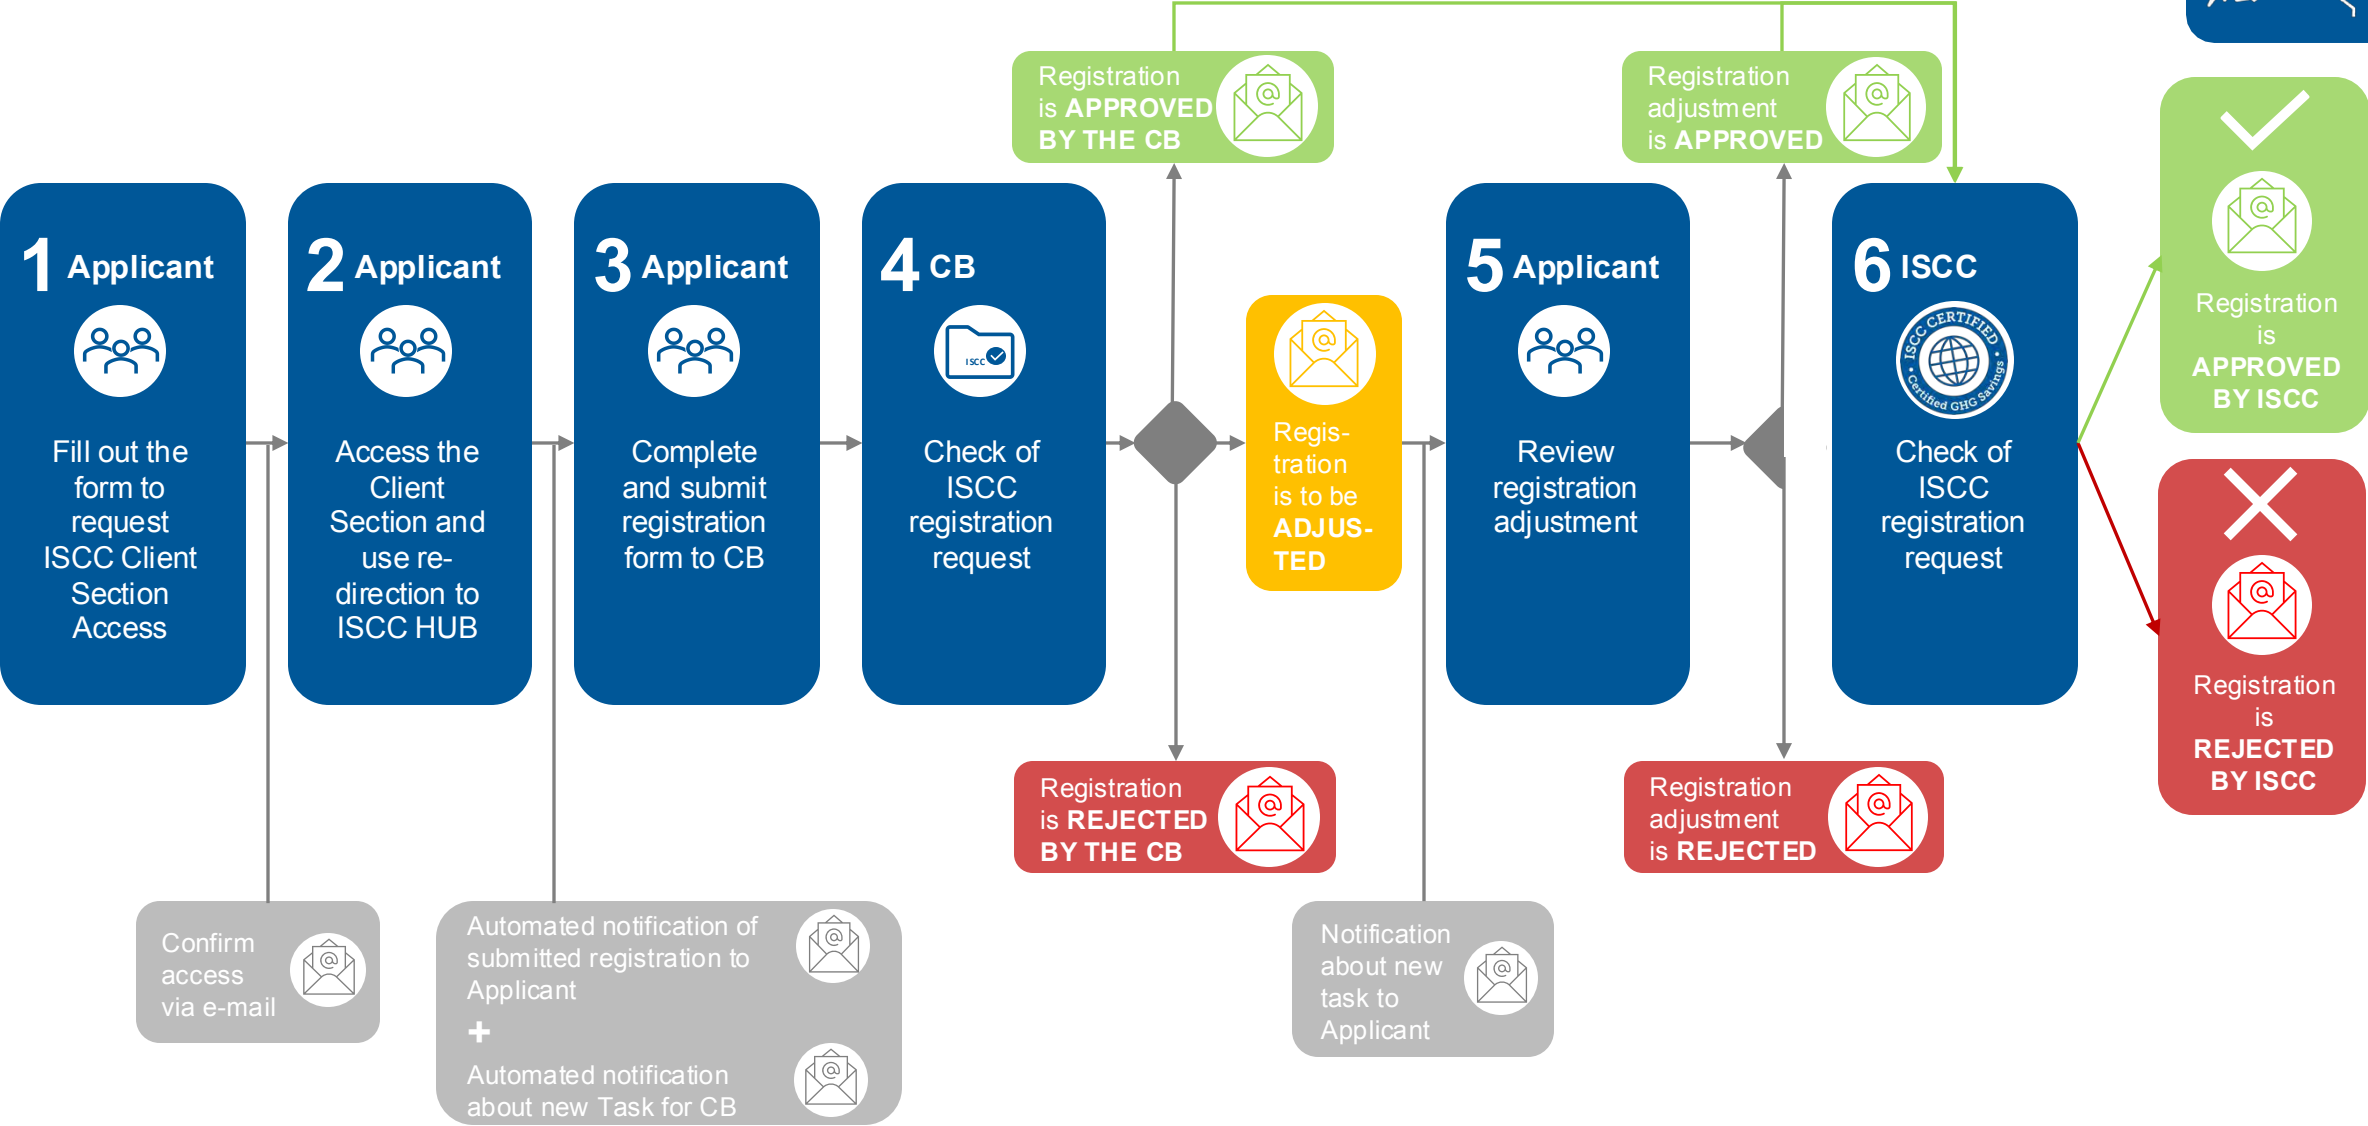 1 Applicant
Fill out the
form to
request
ISCC Client
Section
Access
Confirm
access
via e-mail
2 Applicant
Access the
Client
Section and
use re-
direction to
ISCC HUB
Automated notification of
submitted registration to
Applicant
+
Automated notification
about new Task for CB
3 Applicant
Complete
and submit
registration
form to CB
4 CB
ISCC
Check of
ISCC
registration
request
Registration
is APPROVED
BY THE CB
Regis-
tration
is to be
ADJUS-
TED
Registration
is REJECTED
BY THE CB
Notification
about new
task to
Applicant
5 Applicant
Review
registration
adjustment
Registration
adjustment
is APPROVED
Registration
adjustment
is REJECTED
6 ISCC
ISCC CERTIFIED
Certified GHG Savings
Check of
ISCC
registration
request
Registration
is
APPROVED
BY ISCC
Registration
is
REJECTED
BY ISCC